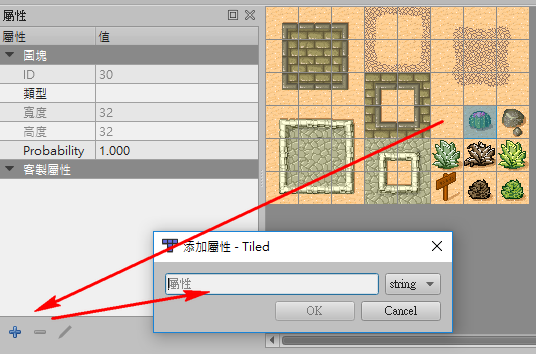 屬性
屬性 值
圖塊
ID 30
類型
寬度 32
高度 32
Probability 1.000
客製屬性
添加屬性 - Tiled
屬性 string
OK Cancel